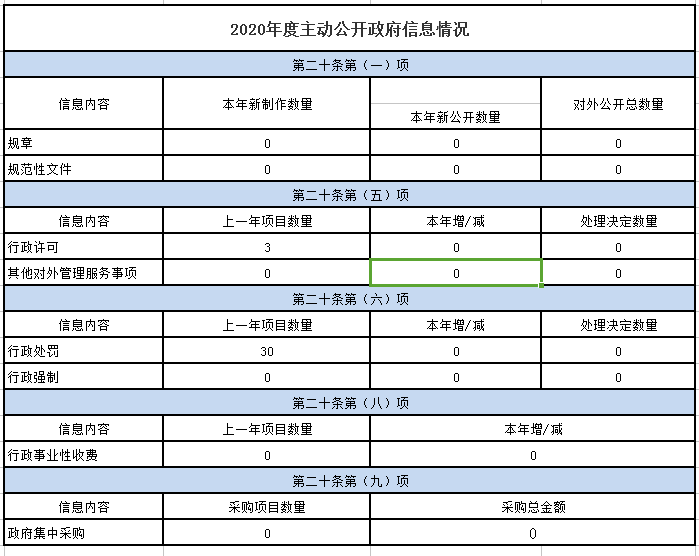 2020年度主动公开政府信息情况
第二十条第（一）项
信息内容 本年新制作数量 本年新公开数量 对外公开总数量
规章 0 0 0
规范性文件 0 0 0
第二十条第（五）项
信息内容 上一年项目数量 本年增/减 处理决定数量
行政许可 3 0 0
其他对外管理服务事项 0 0 0
第二十条第（六）项
信息内容 上一年项目数量 本年增/减 处理决定数量
行政处罚 30 0 0
行政强制 0 0 0
第二十条第（八）项
信息内容 上一年项目数量 本年增/减
行政事业性收费 0 0
第二十条第（九）项
信息内容 采购项目数量 采购总金额
政府集中采购 0 0